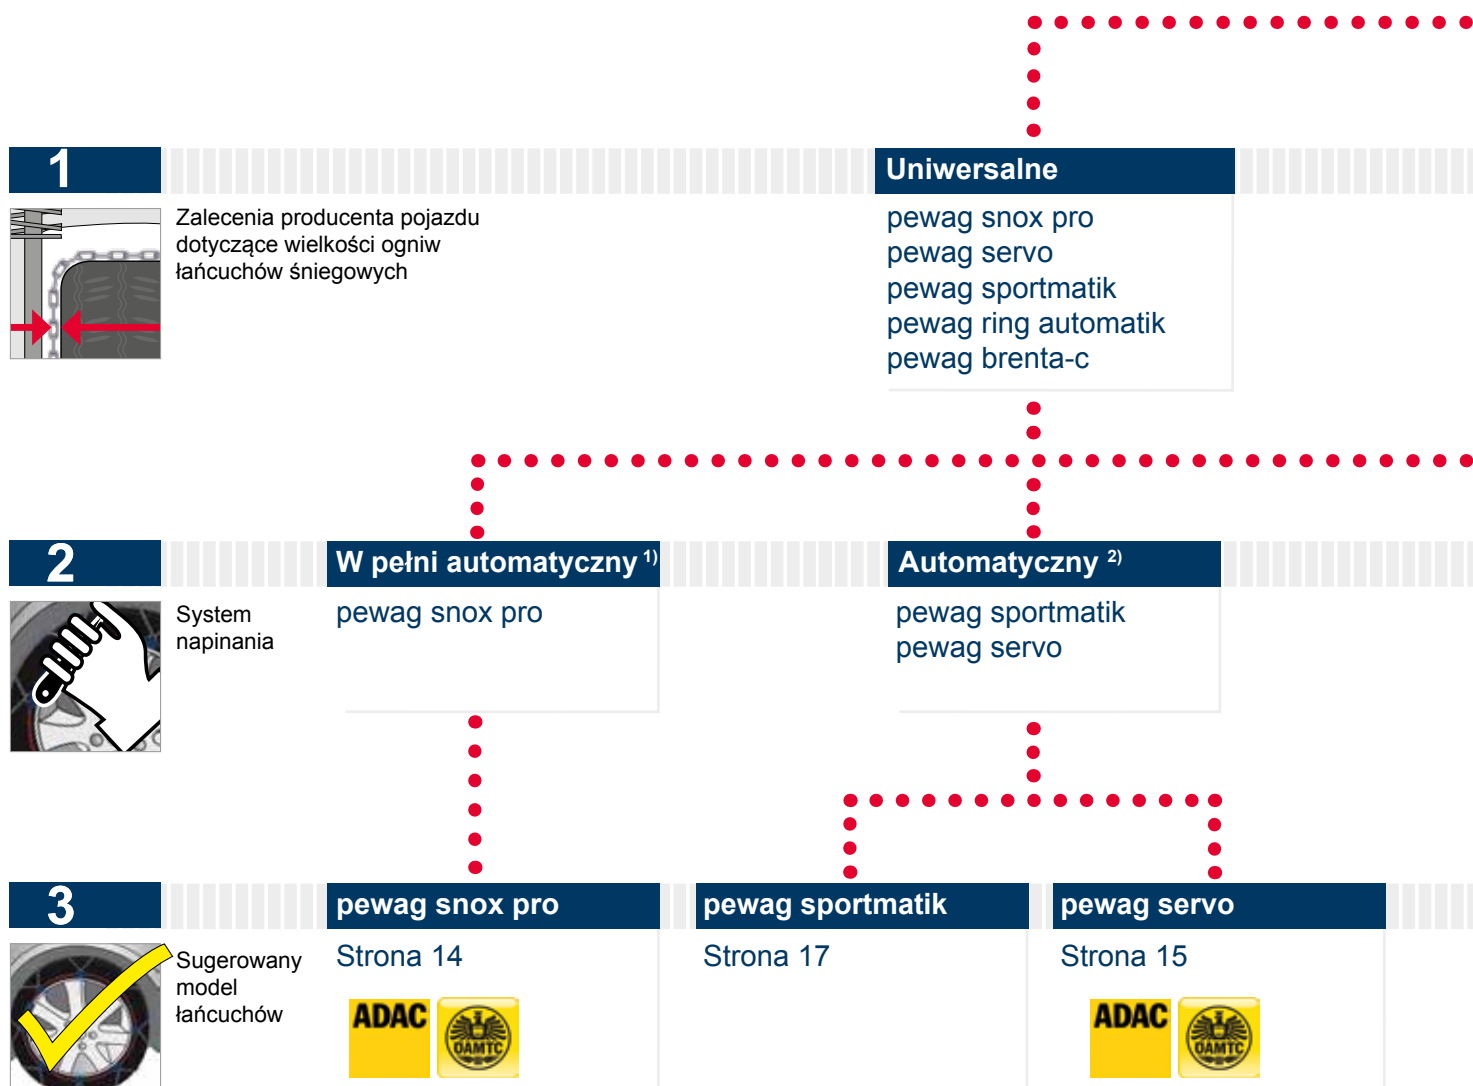 1
Uniwersalne
Zalecenia producenta pojazdu
dotyczące wielkości ogniw
łańcuchów śniegowych
pewag snox pro
pewag servo
pewag sportmatik
pewag ring automatik
pewag brenta-c
2
W pełni automatyczny 1)
Automatyczny 2)
System
napinania
pewag snox pro
pewag sportmatik
pewag servo
3
pewag snox pro
pewag sportmatik
pewag servo
Sugerowany
model
łańcuchów
Strona 14
Strona 17
Strona 15
ADAC
ÖAMTC
ADAC
ÖAMTC